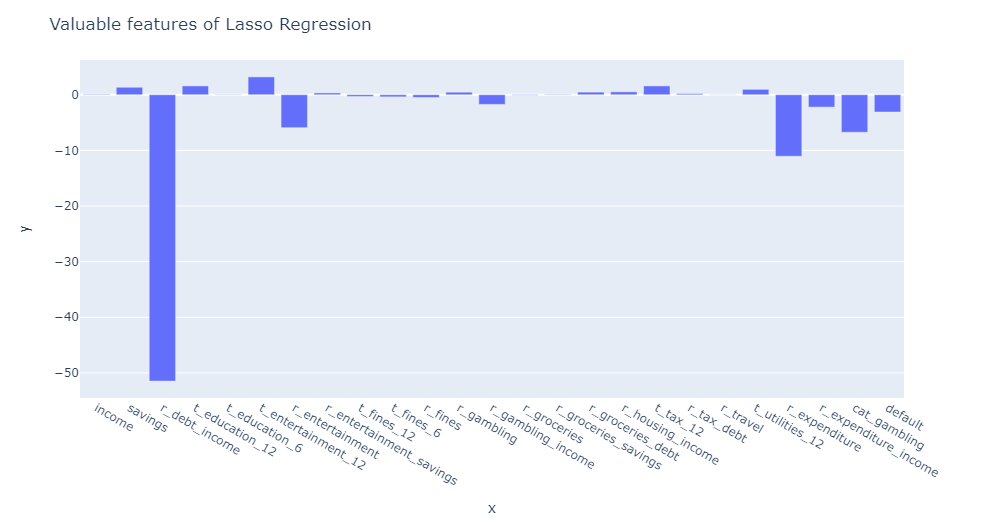 Valuable features of Lasso Regression
y
0
−10
−20
−30
−40
−50
income
savings
r_debt_income
t_education_12
t_education_6
t_entertainment_12
r_entertainment
r_entertainment_savings
t_fines_12
t_fines_6
r_fines
r_gambling
r_gambling_income
r_groceries
r_groceries_savings
r_groceries_debt
r_housing_income
t_tax_12
r_tax_debt
r_travel
t_utilities_12
r_expenditure
r_expenditure_income
cat_gambling
default
x